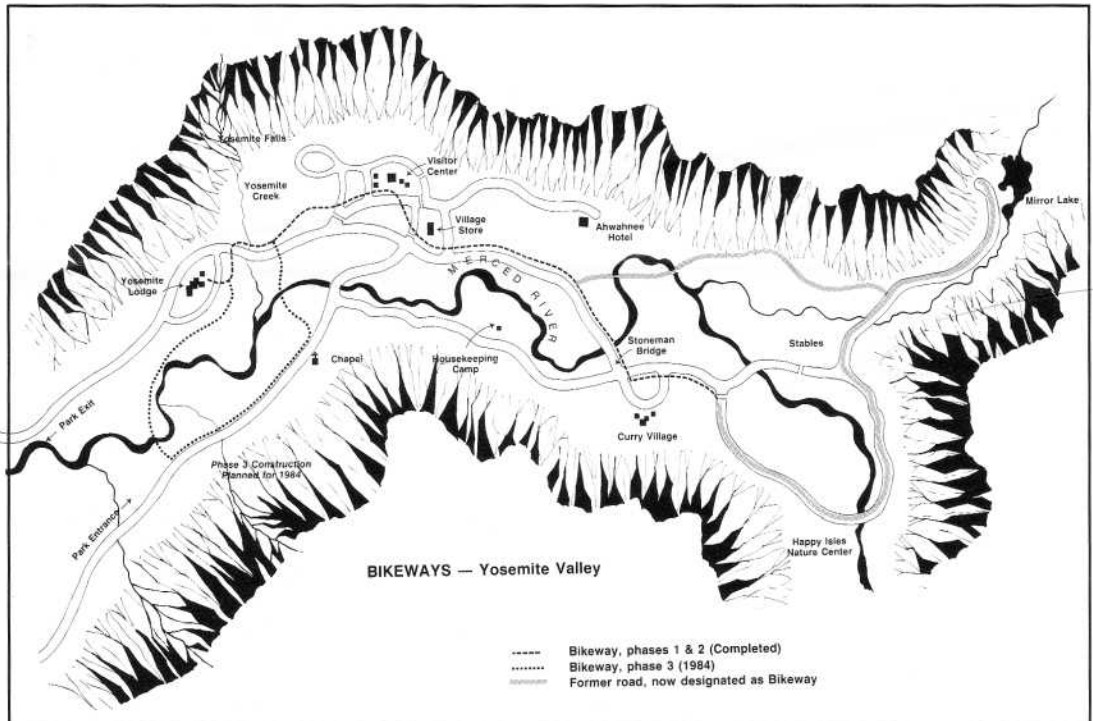 Yosemite Falls
Yosemite
Creek
Visitor
Center
Village
Store
Ahwahnee
Hotel
Mirror Lake
Yosemite
Lodge
MERCED RIVER
Stoneman
Bridge
Stables
Chapel
Housekeeping
Camp
Park Exit
Curry Village
Phase 3 Construction
Planned for 1984
Park Entrance
Happy Isles
Nature Center
BIKEWAYS — Yosemite Valley
Bikeway, phases 1 & 2 (Completed)
Bikeway, phase 3 (1984)
Former road, now designated as Bikeway